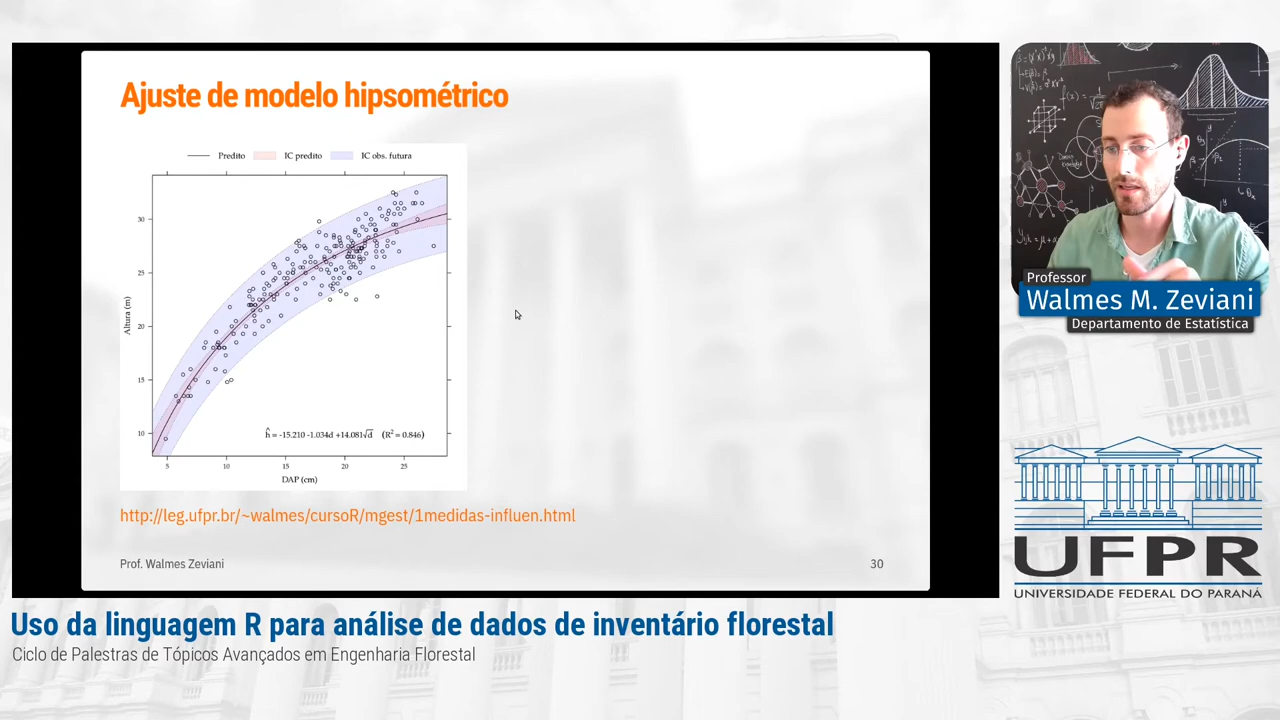 Ajuste de modelo hipsométrico
Predito IC predito IC obs. futura
30
25
20
15
10
Altura (m)
ĥ = -15.210 -1.034d +14.081√d (R² = 0.846)
5 10 15 20 25
DAP (cm)
http://leg.ufpr.br/~walmes/cursoR/mgest/1medidas-influen.html
Prof. Walmes Zeviani 30
Professor
Walmes M. Zeviani
Departamento de Estatística
UFPR
UNIVERSIDADE FEDERAL DO PARANÁ
Uso da linguagem R para análise de dados de inventário florestal
Ciclo de Palestras de Tópicos Avançados em Engenharia Florestal